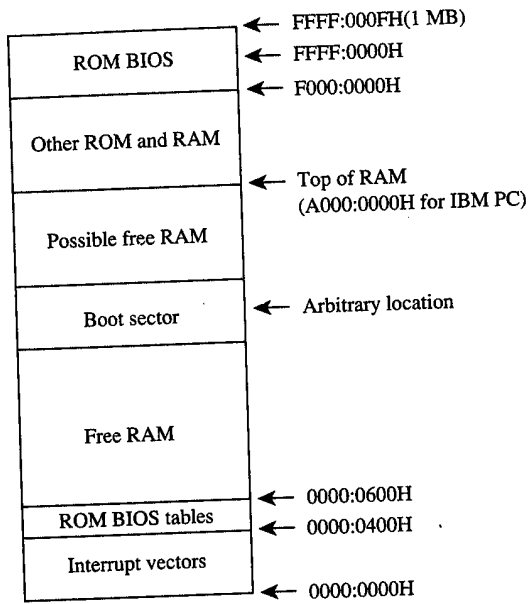 FFFF:000FH(1 MB)
ROM BIOS
FFFF:0000H
F000:0000H
Other ROM and RAM
Top of RAM
(A000:0000H for IBM PC)
Possible free RAM
Boot sector
Arbitrary location
Free RAM
0000:0600H
ROM BIOS tables
0000:0400H
Interrupt vectors
0000:0000H